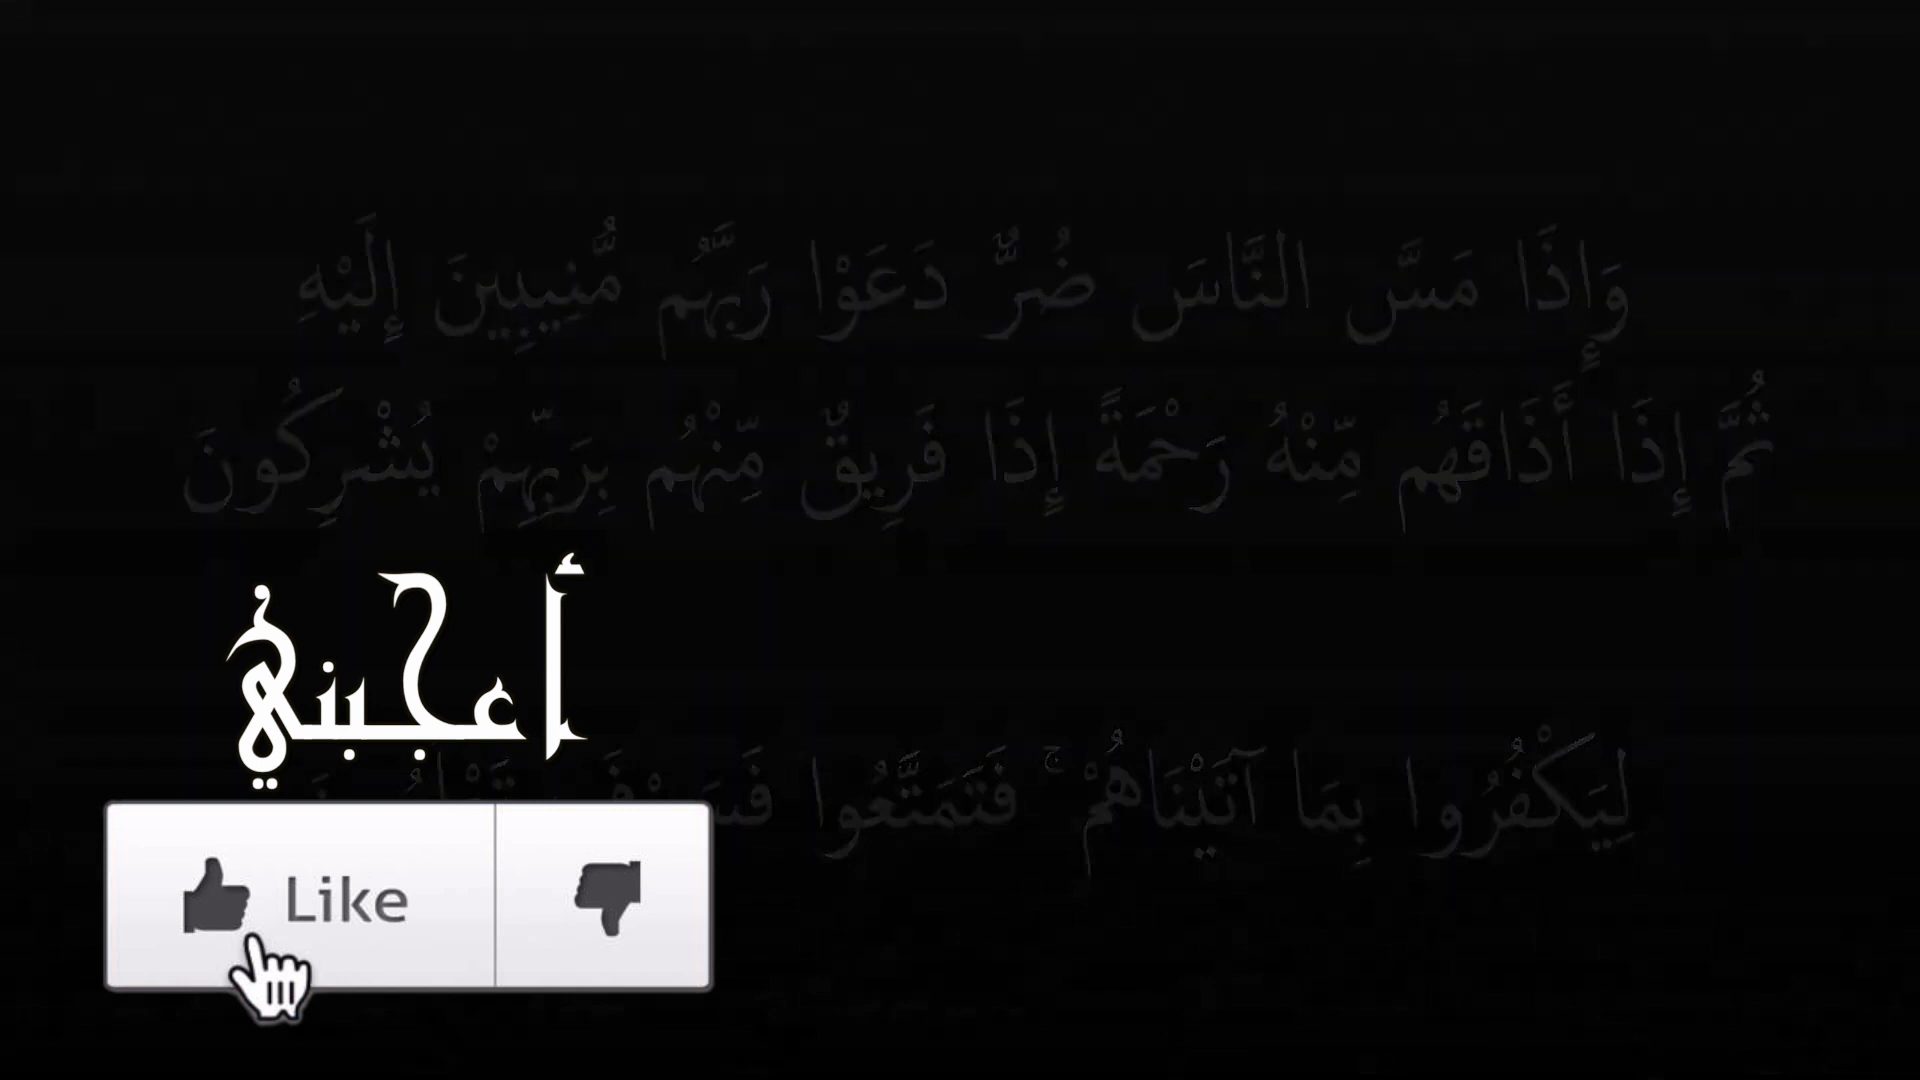 وَإِذَا مَسَّ النَّاسَ ضُرٌّ دَعَوْا رَبَّهُم مُّنِيبِينَ إِلَيْهِ
ثُمَّ إِذَا أَذَاقَهُم مِّنْهُ رَحْمَةً إِذَا فَرِيقٌ مِّنْهُم بِرَبِّهِمْ يُشْرِكُونَ
أعجبني
لِيَكْفُرُوا بِمَا آتَيْنَاهُمْ ۚ فَتَمَتَّعُوا فَسَوْفَ
Like